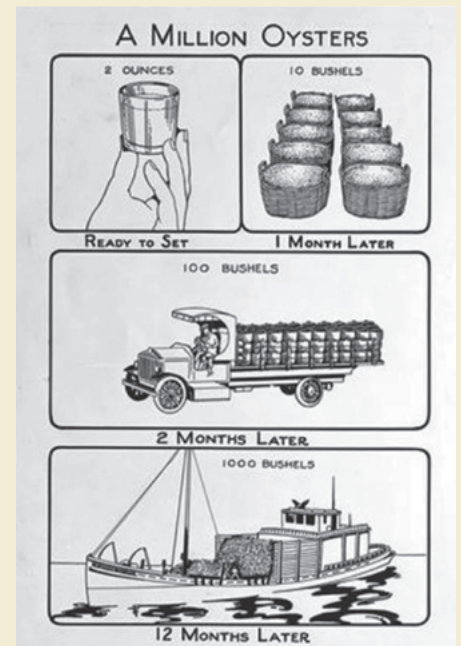 A MILLION OYSTERS
2 OUNCES
10 BUSHELS
READY TO SET
1 MONTH LATER
100 BUSHELS
2 MONTHS LATER
1000 BUSHELS
12 MONTHS LATER